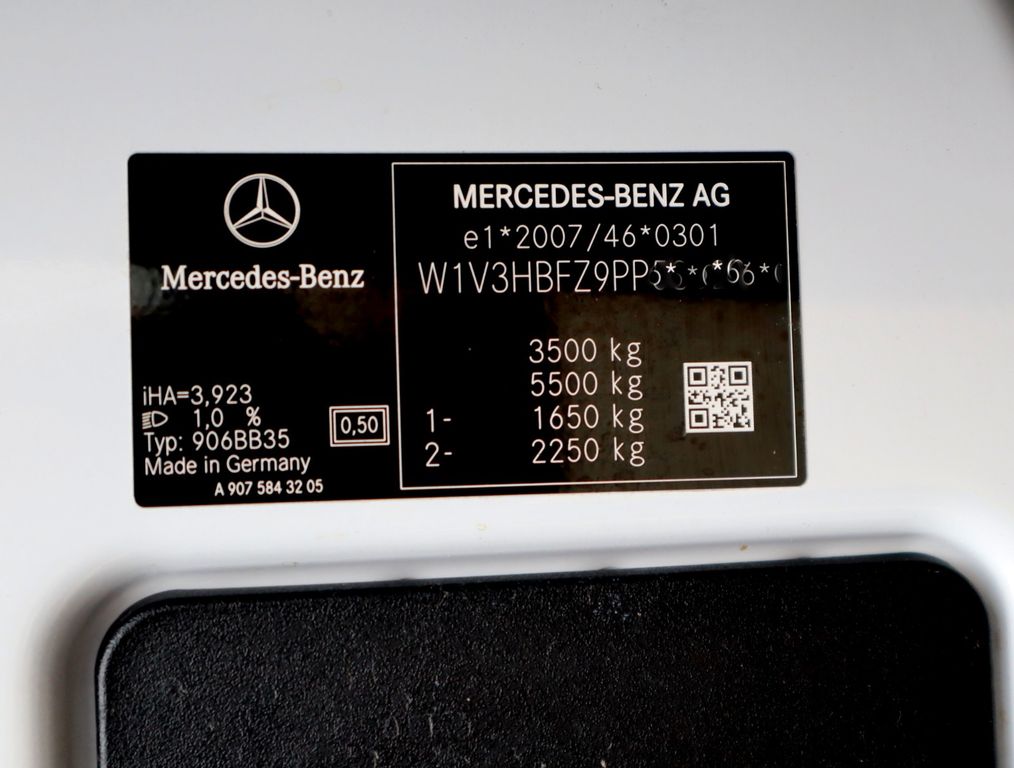 Mercedes-Benz
iHA=3,923
1,0 %
Typ: 906BB35
Made in Germany
A 907 584 32 05
0,50
MERCEDES-BENZ AG
e1*2007/46*0301
3500 kg
5500 kg
1- 1650 kg
2- 2250 kg